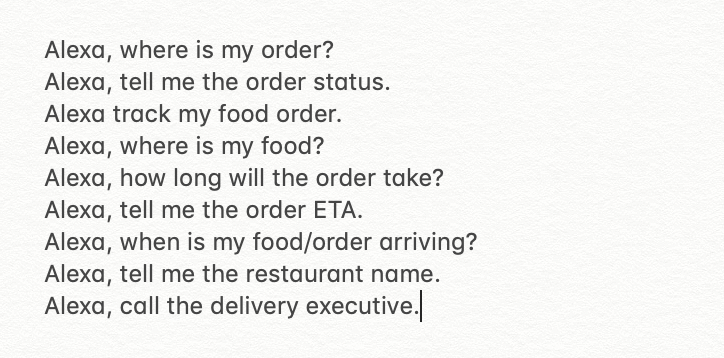 Alexa, where is my order?
Alexa, tell me the order status.
Alexa track my food order.
Alexa, where is my food?
Alexa, how long will the order take?
Alexa, tell me the order ETA.
Alexa, when is my food/order arriving?
Alexa, tell me the restaurant name.
Alexa, call the delivery executive.